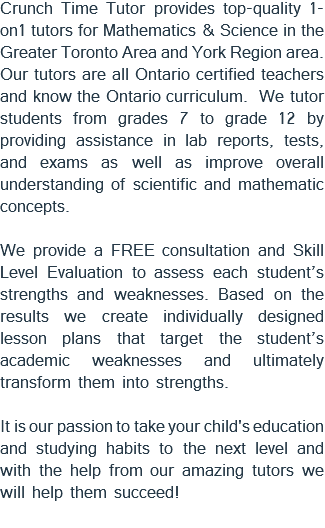 Crunch Time Tutor provides top-quality 1-
on1 tutors for Mathematics & Science in the
Greater Toronto Area and York Region area.
Our tutors are all Ontario certified teachers
and know the Ontario curriculum.  We tutor
students from grades 7 to grade 12 by
providing assistance in lab reports, tests,
and exams as well as improve overall
understanding of scientific and mathematic
concepts.

We provide a FREE consultation and Skill
Level Evaluation to assess each student’s
strengths and weaknesses. Based on the
results we create individually designed
lesson plans that target the student’s
academic weaknesses and ultimately
transform them into strengths.

It is our passion to take your child's education
and studying habits to the next level and
with the help from our amazing tutors we
will help them succeed!